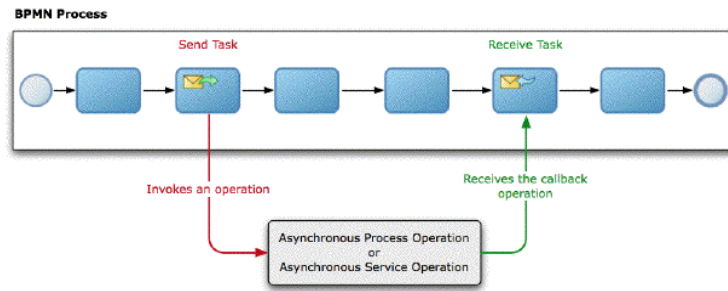 BPMN Process
Send Task
Receive Task
Invokes an operation
Receives the callback
operation
Asynchronous Process Operation
or
Asynchronous Service Operation